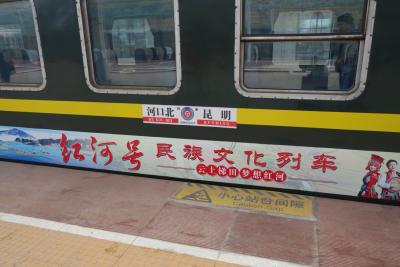 河口北 昆明
红河号 民族文化列车
云上梯田梦想红河
小心站台间隙